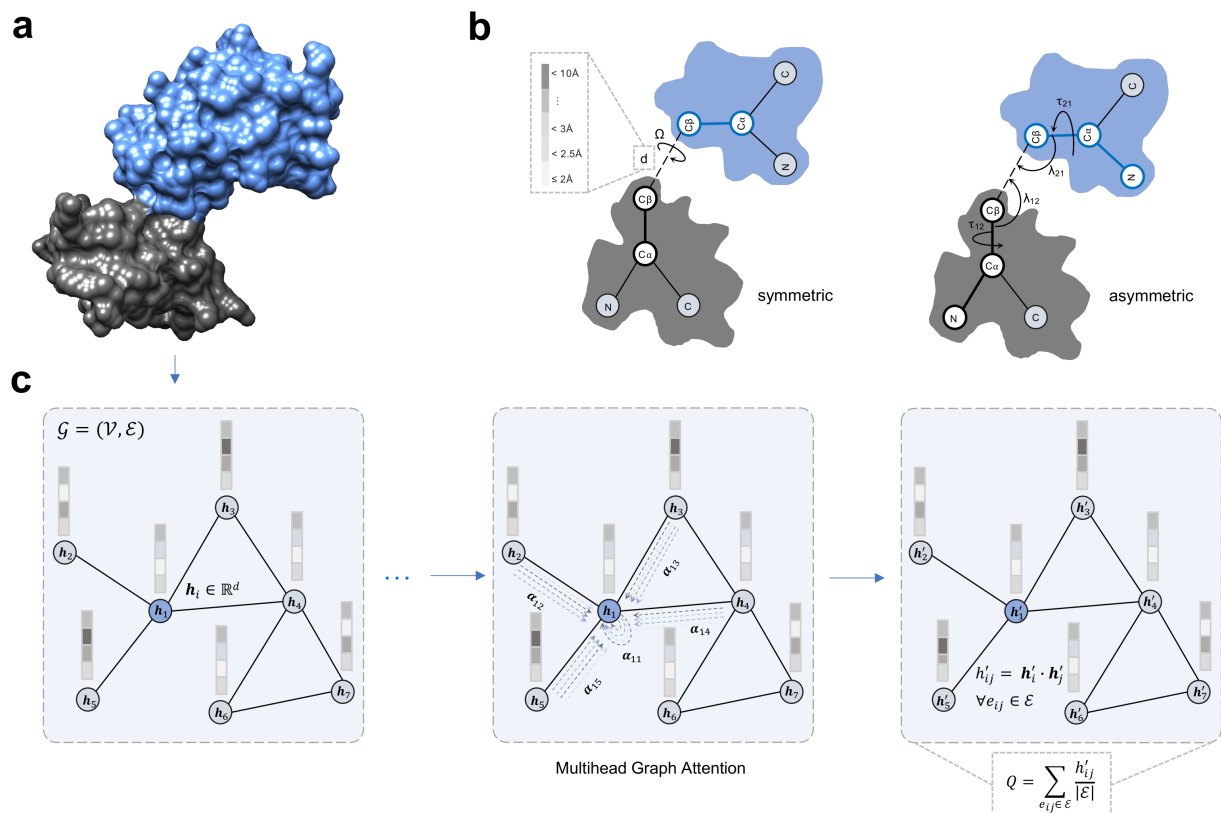 a
b
< 10Å
⋮
< 3Å
< 2.5Å
≤ 2Å
Ω
d
Cβ
Cα
C
N
Cβ
Cα
N
C
symmetric
C
τ₂₁
Cβ
Cα
N
λ₂₁
λ₁₂
Cβ
τ₁₂
Cα
N
C
asymmetric
c
𝒢 = (𝒱, ℰ)
h₃
h₂
h₁
hᵢ ∈ ℝᵈ
h₄
h₅
h₆
h₇
...
h₃
h₂
α₁₃
α₁₂
h₁
h₄
α₁₄
α₁₁
α₁₅
h₅
h₆
h₇
Multihead Graph Attention
h′₃
h′₂
h′₁
h′₄
h′ᵢⱼ = h′ᵢ · h′ⱼ
∀eᵢⱼ ∈ ℰ
h′₅
h′₆
h′₇
Q = ∑_{eᵢⱼ ∈ ℰ} h′ᵢⱼ / |ℰ|